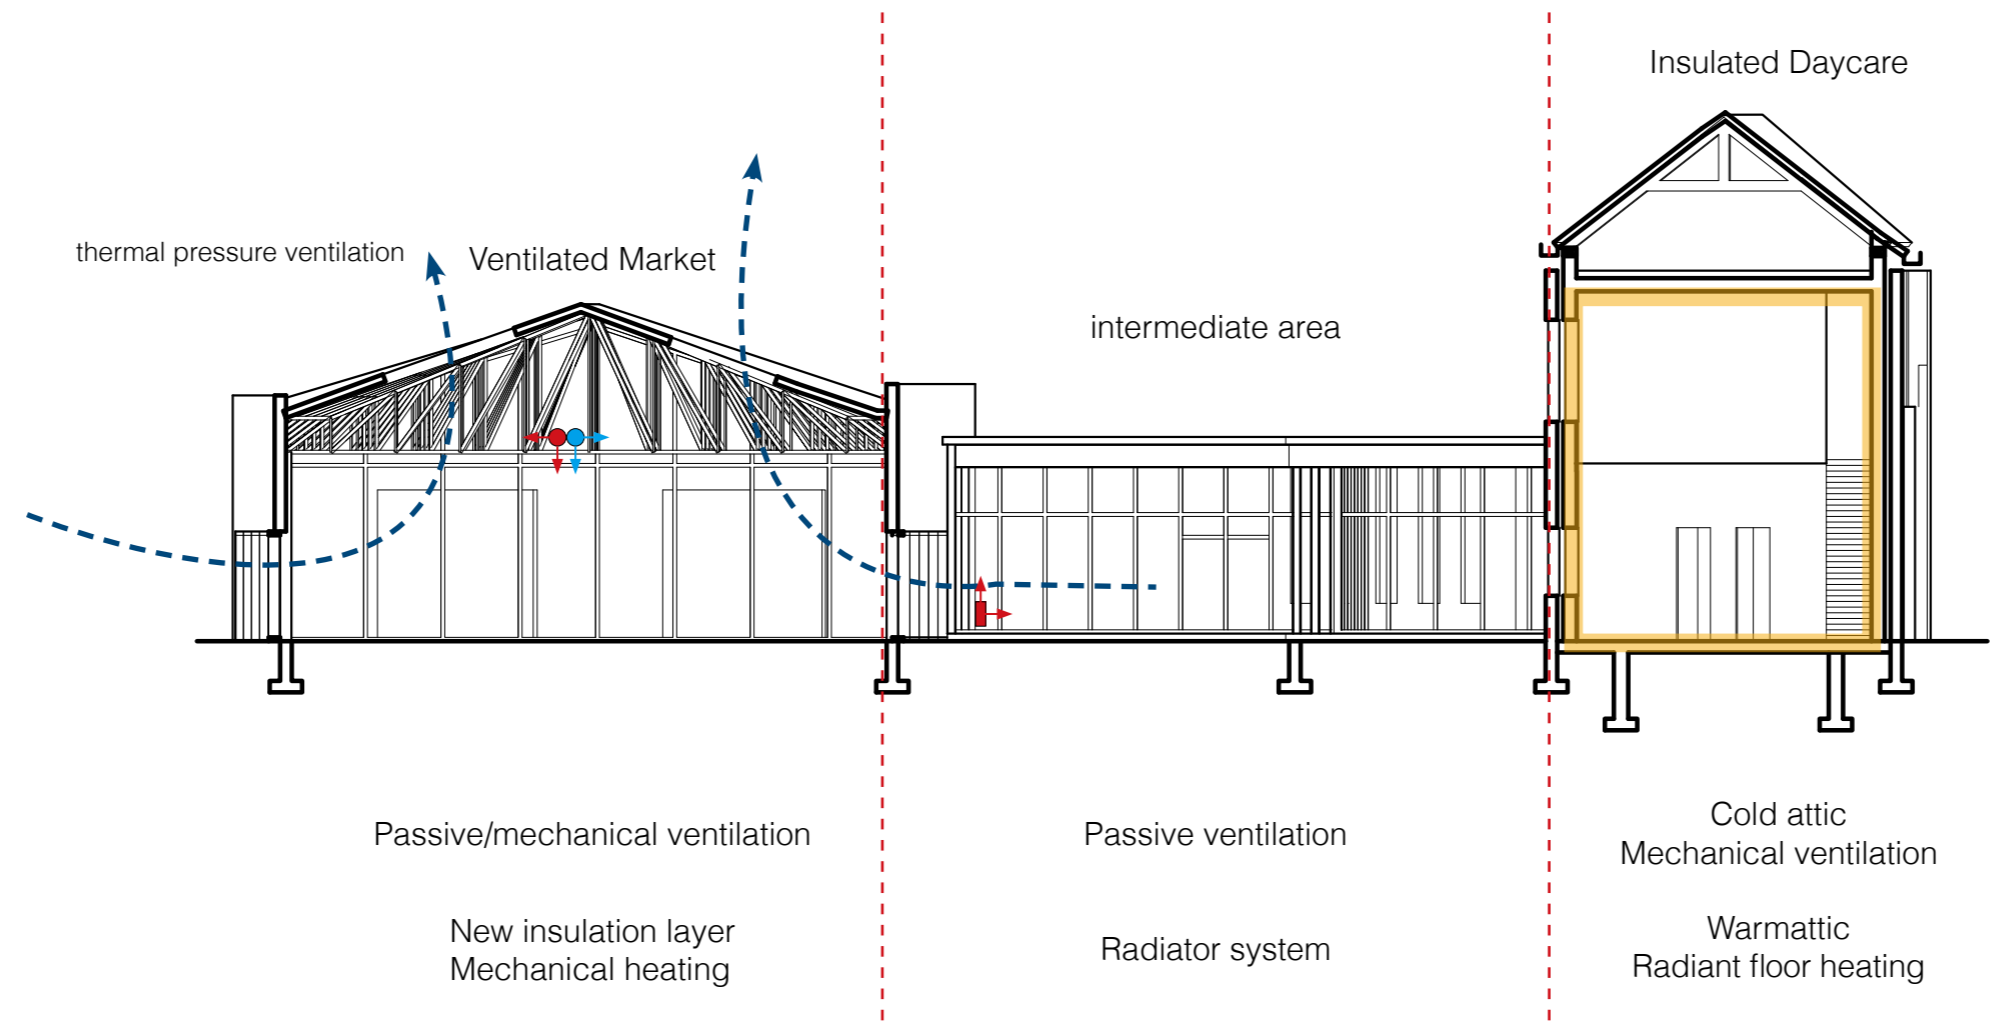 Insulated Daycare
thermal pressure ventilation
Ventilated Market
intermediate area
Passive/mechanical ventilation
New insulation layer
Mechanical heating
Passive ventilation
Radiator system
Cold attic
Mechanical ventilation
Warmattic
Radiant floor heating